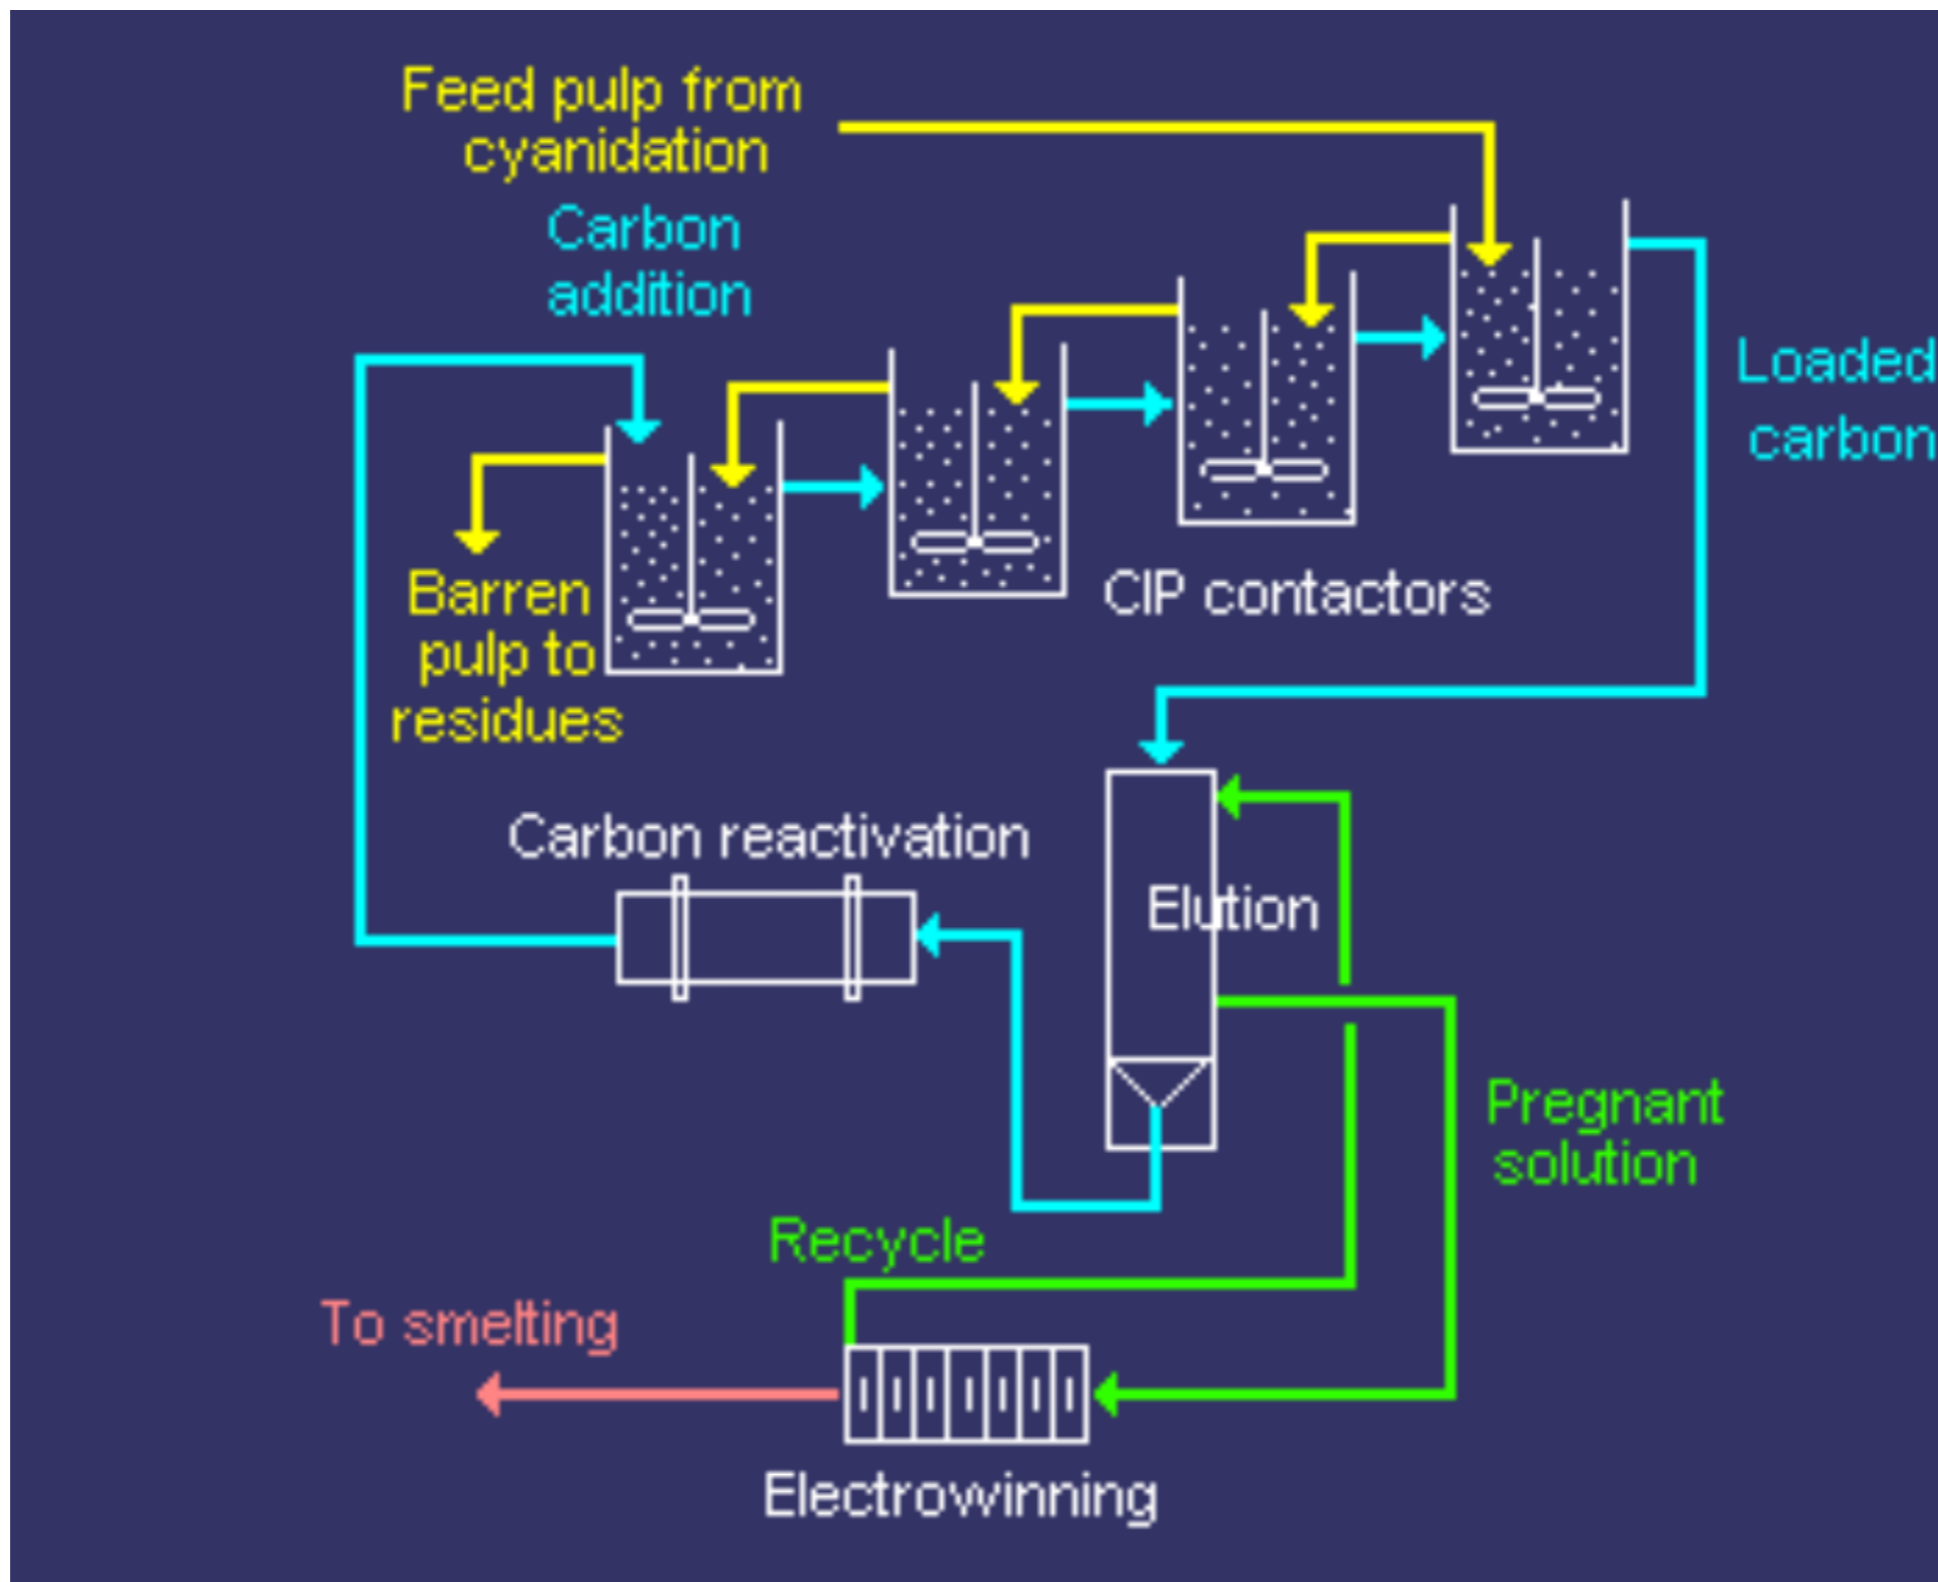 Feed pulp from
cyanidation
Carbon
addition
Loaded
carbon
Barren
pulp to
residues
CIP contactors
Carbon reactivation
Elution
Pregnant
solution
Recycle
To smelting
Electrowinning